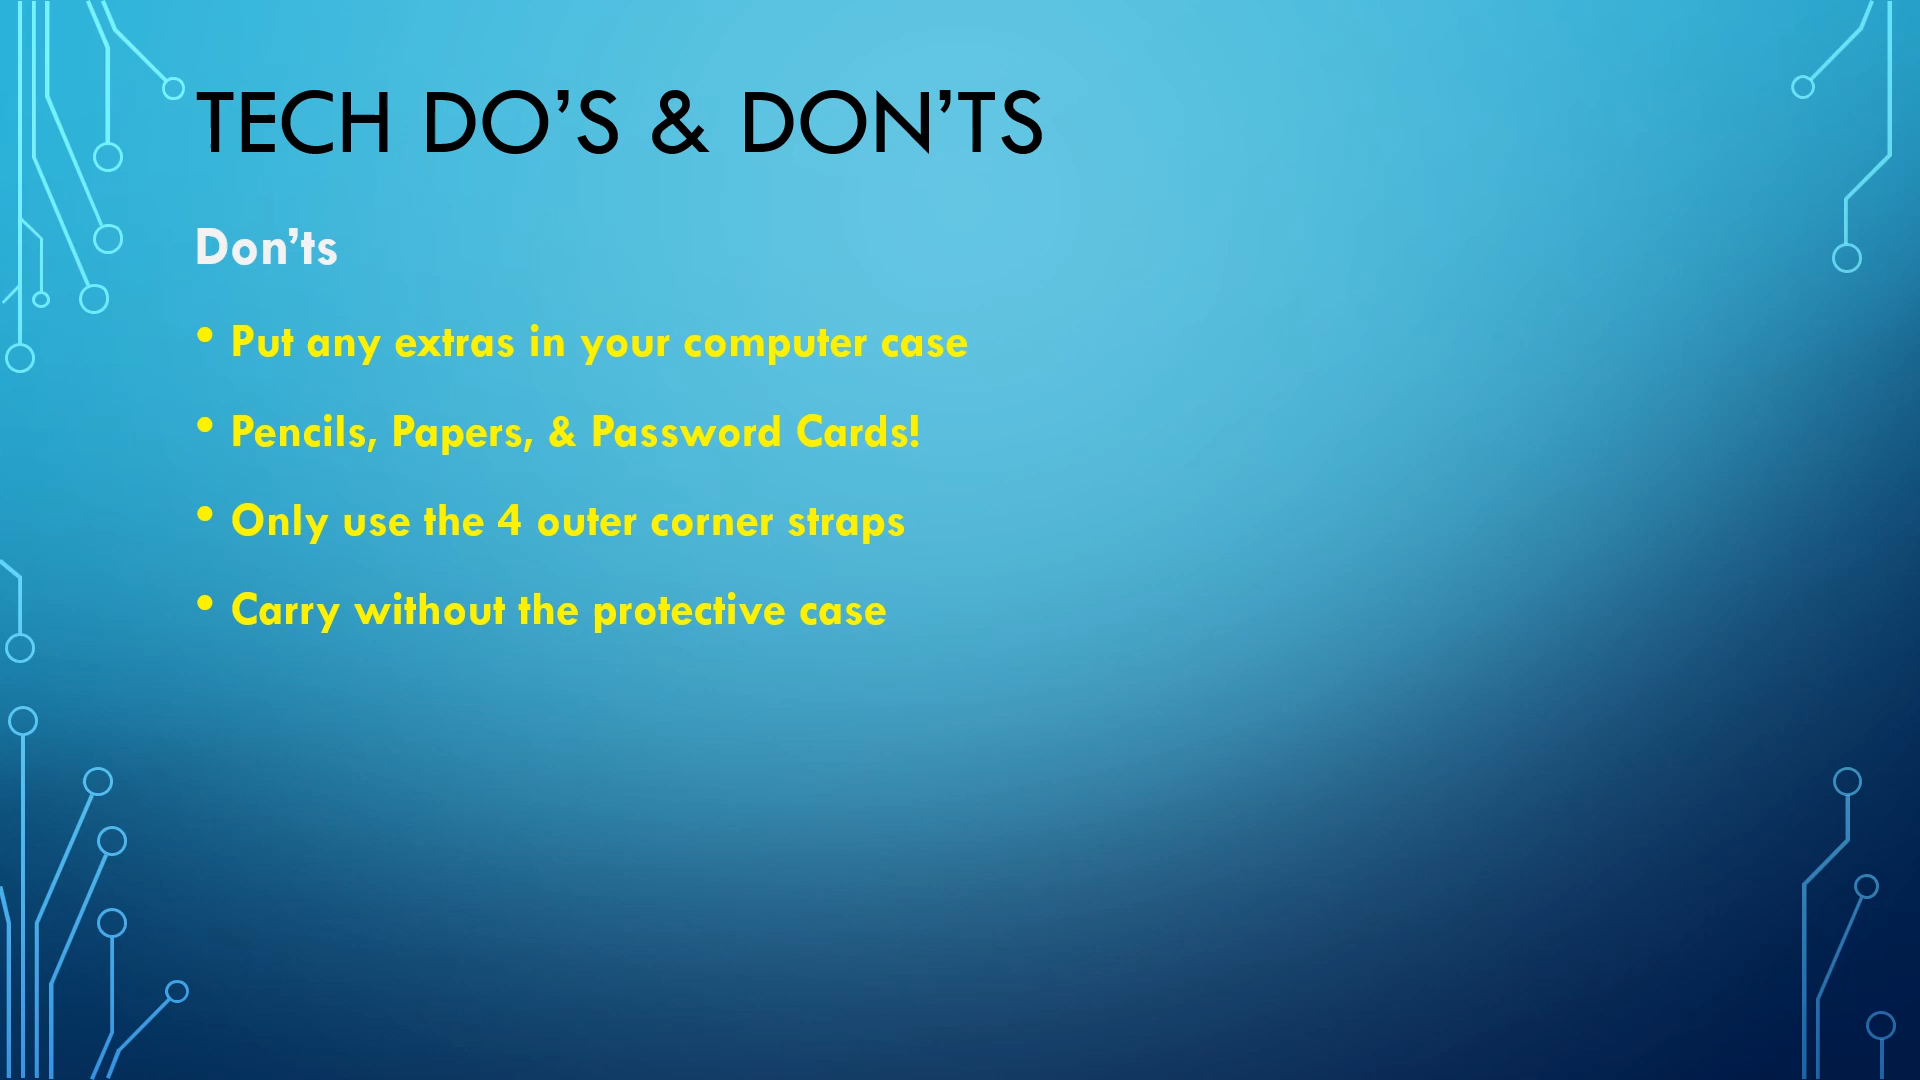 TECH DO’S & DON’TS
Don’ts
• Put any extras in your computer case
• Pencils, Papers, & Password Cards!
• Only use the 4 outer corner straps
• Carry without the protective case